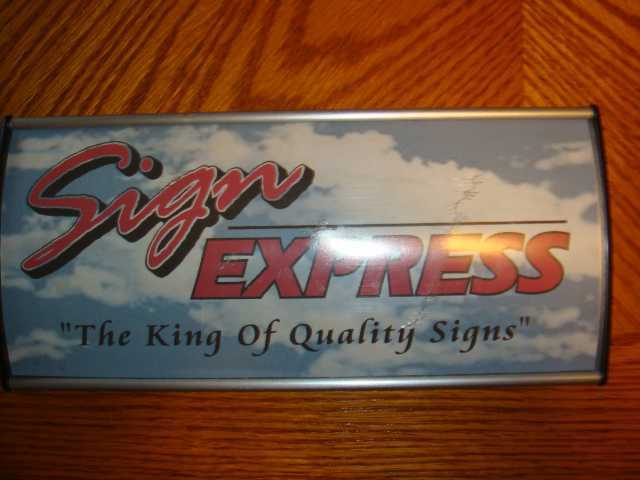 Sign
EXPRESS
"The King Of Quality Signs"